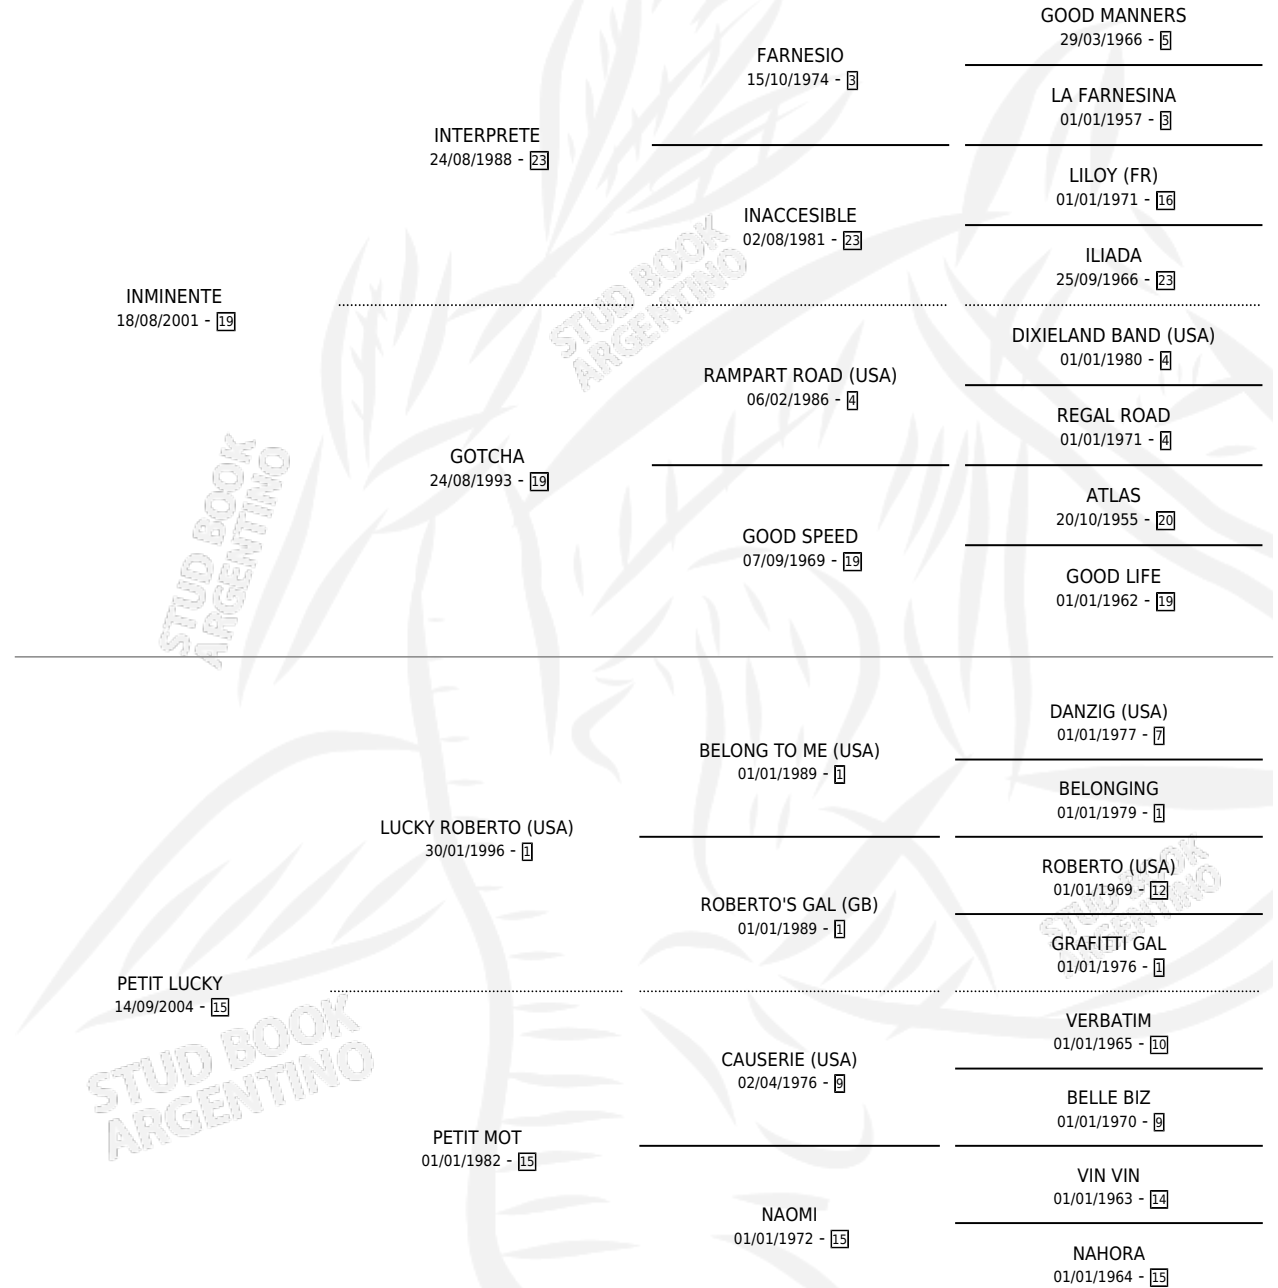 GOOD MANNERS
29/03/1966 - 5
FARNESIO
15/10/1974 - 3
LA FARNESINA
01/01/1957 - 3
INTERPRETE
24/08/1988 - 23
LILOY (FR)
01/01/1971 - 16
INACCESIBLE
02/08/1981 - 23
ILIADA
25/09/1966 - 23
INMINENTE
18/08/2001 - 19
DIXIELAND BAND (USA)
01/01/1980 - 4
RAMPART ROAD (USA)
06/02/1986 - 4
REGAL ROAD
01/01/1971 - 4
GOTCHA
24/08/1993 - 19
ATLAS
20/10/1955 - 20
GOOD SPEED
07/09/1969 - 19
GOOD LIFE
01/01/1962 - 19
DANZIG (USA)
01/01/1977 - 7
BELONG TO ME (USA)
01/01/1989 - 1
BELONGING
01/01/1979 - 1
LUCKY ROBERTO (USA)
30/01/1996 - 1
ROBERTO (USA)
01/01/1969 - 12
ROBERTO'S GAL (GB)
01/01/1989 - 1
GRAFITTI GAL
01/01/1976 - 1
PETIT LUCKY
14/09/2004 - 15
VERBATIM
01/01/1965 - 10
CAUSERIE (USA)
02/04/1976 - 9
BELLE BIZ
01/01/1970 - 9
PETIT MOT
01/01/1982 - 15
VIN VIN
01/01/1963 - 14
NAOMI
01/01/1972 - 15
NAHORA
01/01/1964 - 15
STUD BOOK
ARGENTINO
STUD BOOK
ARGENTINO
STUD BOOK
ARGENTINO
STUD BOOK
ARGENTINO